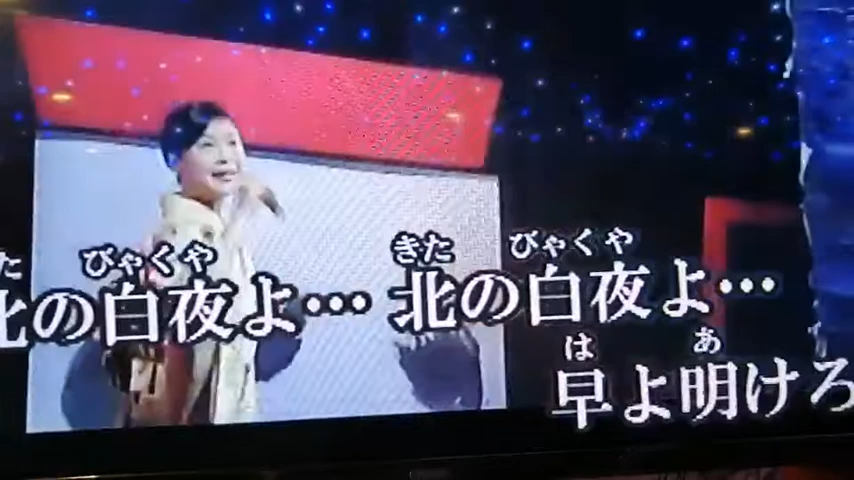 た びゃくや きた びゃくや
北の白夜よ… 北の白夜よ…
は あ
早よ明けろ